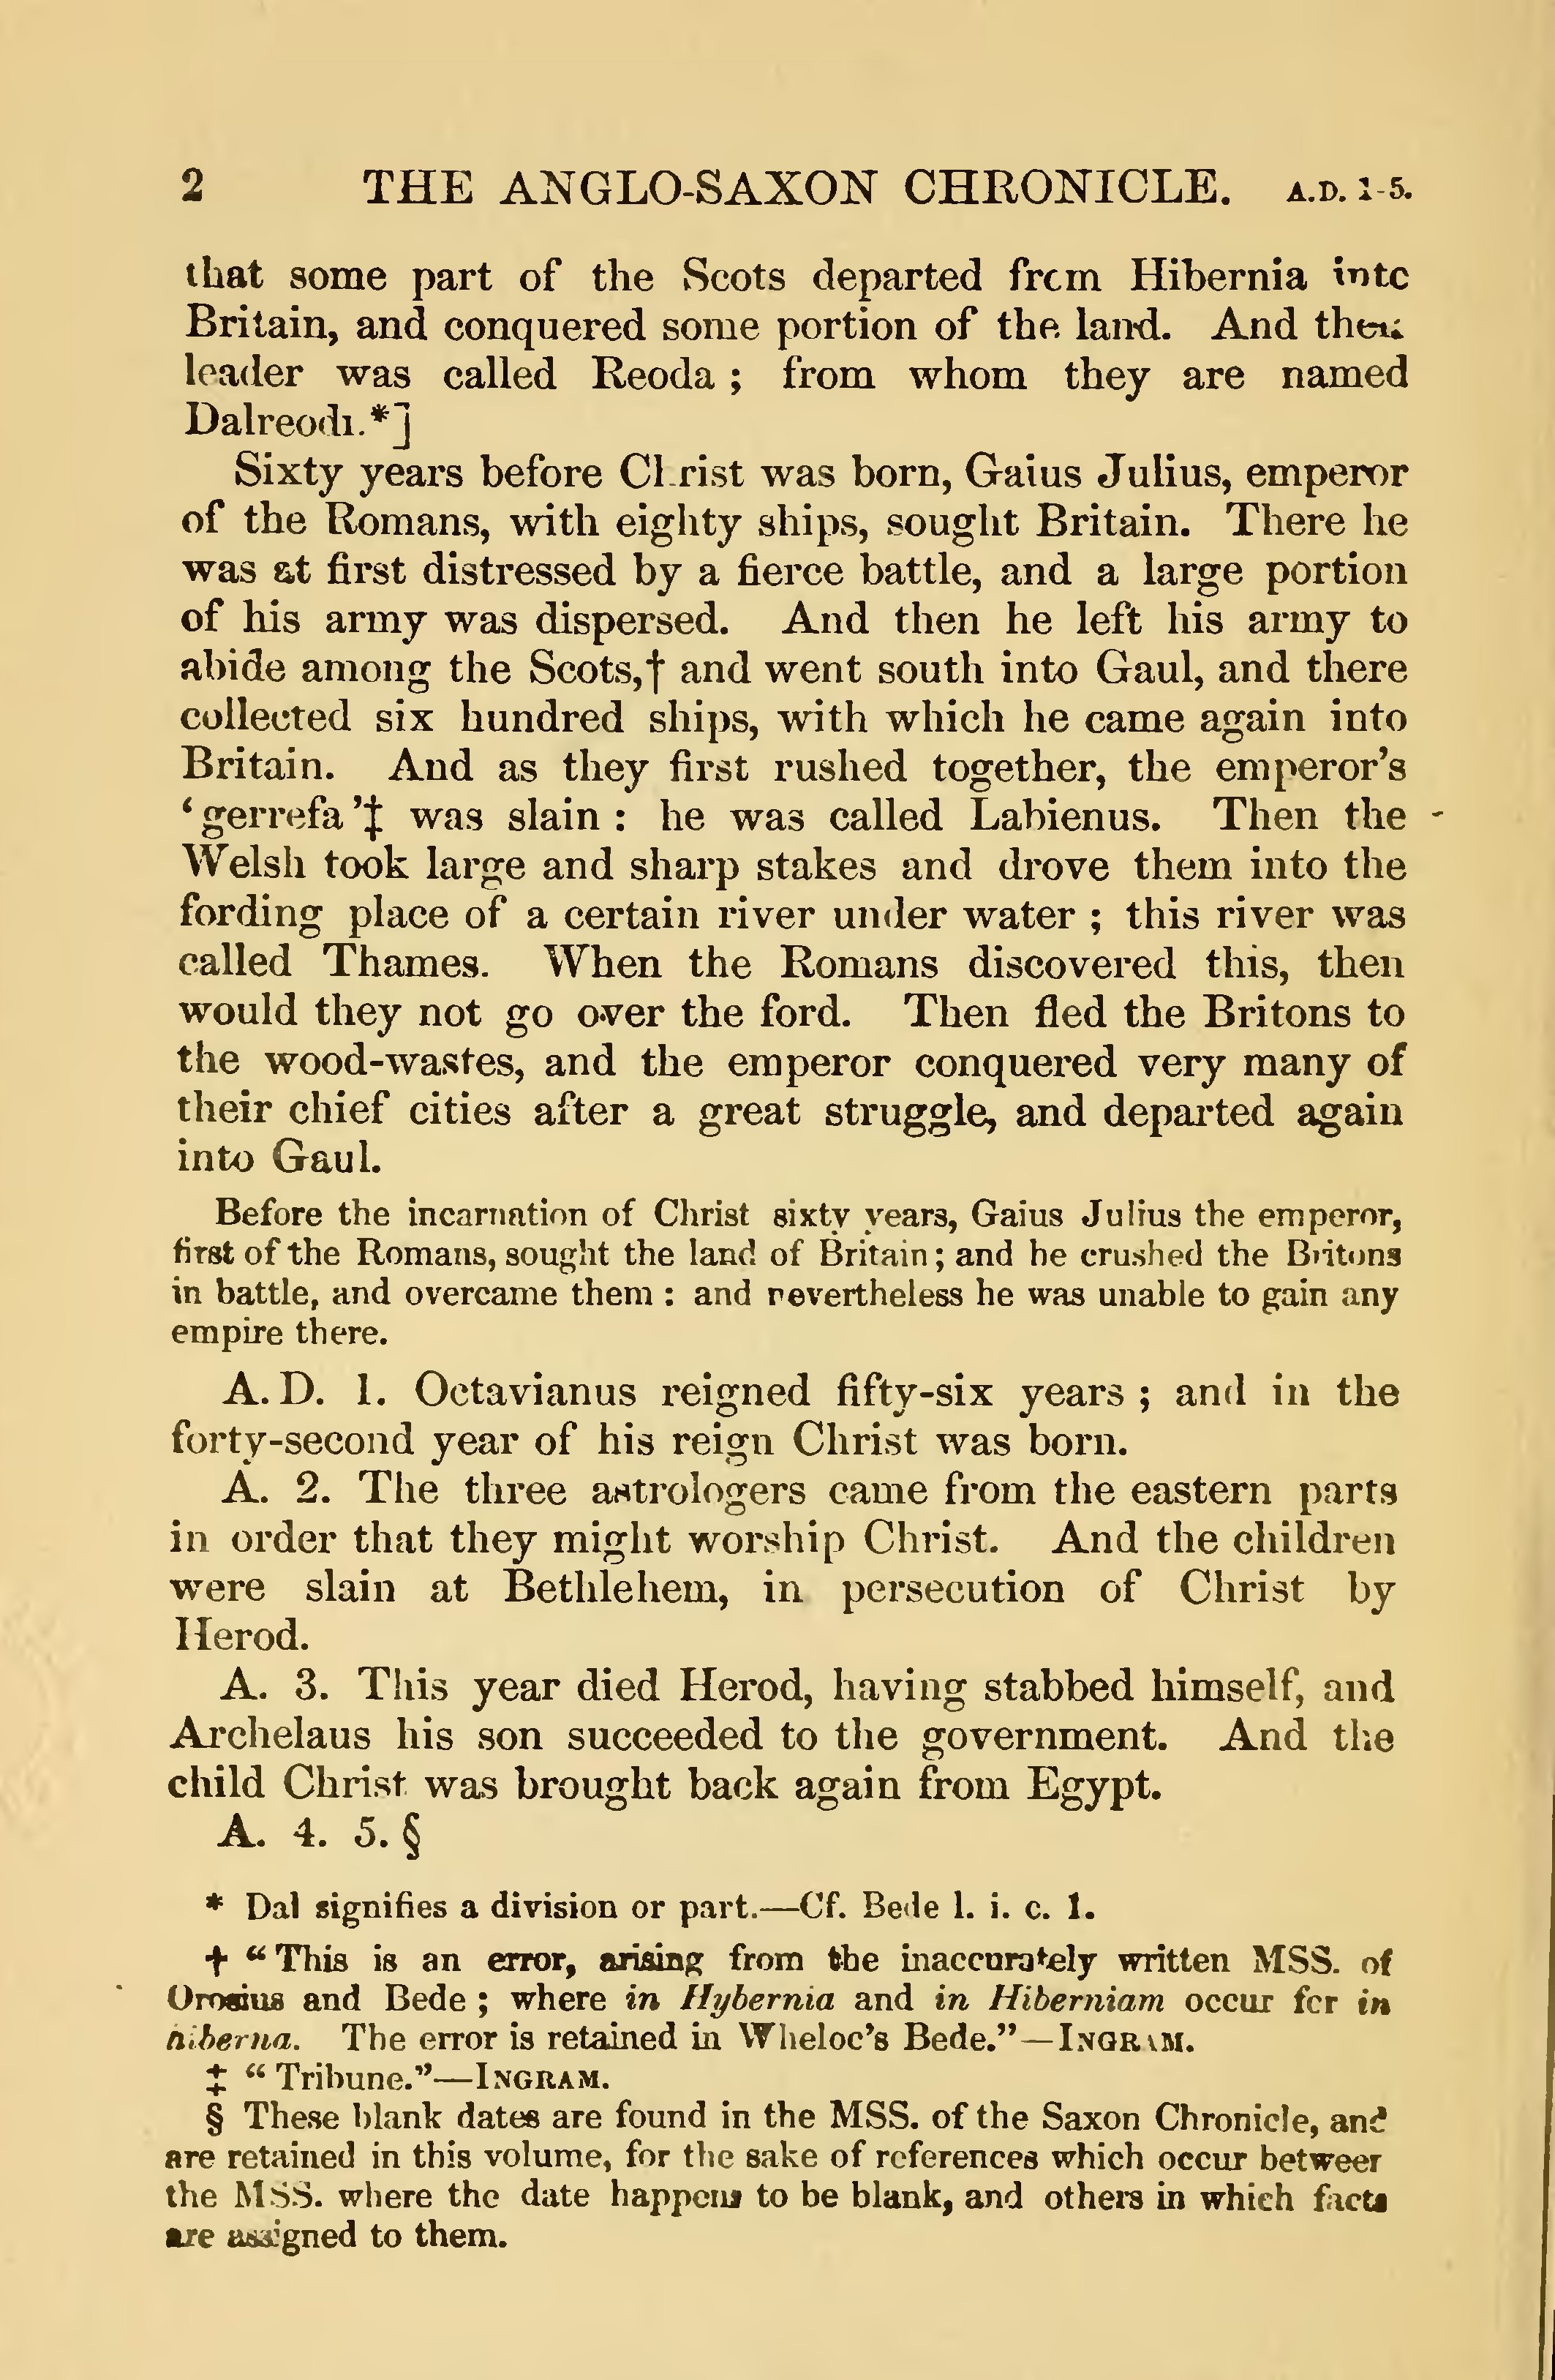 2 THE ANGLO-SAXON CHRONICLE. A.D. 1-5.
that some part of the Scots departed from Hibernia into
Britain, and conquered some portion of the land. And their
leader was called Reoda ; from whom they are named
Dalreodi.*]
Sixty years before Christ was born, Gaius Julius, emperor
of the Romans, with eighty ships, sought Britain. There he
was at first distressed by a fierce battle, and a large portion
of his army was dispersed. And then he left his army to
abide among the Scots,† and went south into Gaul, and there
collected six hundred ships, with which he came again into
Britain. And as they first rushed together, the emperor's
‘gerrefa’‡ was slain : he was called Labienus. Then the
Welsh took large and sharp stakes and drove them into the
fording place of a certain river under water ; this river was
called Thames. When the Romans discovered this, then
would they not go over the ford. Then fled the Britons to
the wood-wastes, and the emperor conquered very many of
their chief cities after a great struggle, and departed again
into Gaul.
Before the incarnation of Christ sixty years, Gaius Julius the emperor,
first of the Romans, sought the land of Britain; and he crushed the Britons
in battle, and overcame them : and nevertheless he was unable to gain any
empire there.
A. D. 1. Octavianus reigned fifty-six years ; and in the
forty-second year of his reign Christ was born.
A. 2. The three astrologers came from the eastern parts
in order that they might worship Christ. And the children
were slain at Bethlehem, in persecution of Christ by
Herod.
A. 3. This year died Herod, having stabbed himself, and
Archelaus his son succeeded to the government. And the
child Christ was brought back again from Egypt.
A. 4. 5. §
* Dal signifies a division or part.—Cf. Bede l. i. c. 1.
† “This is an error, arising from the inaccurately written MSS. of
Orosius and Bede ; where in Hybernia and in Hiberniam occur for in
hiberna. The error is retained in Wheloc's Bede.”—INGRAM.
‡ “Tribune.”—INGRAM.
§ These blank dates are found in the MSS. of the Saxon Chronicle, and
are retained in this volume, for the sake of references which occur between
the MSS. where the date happens to be blank, and others in which facts
are assigned to them.